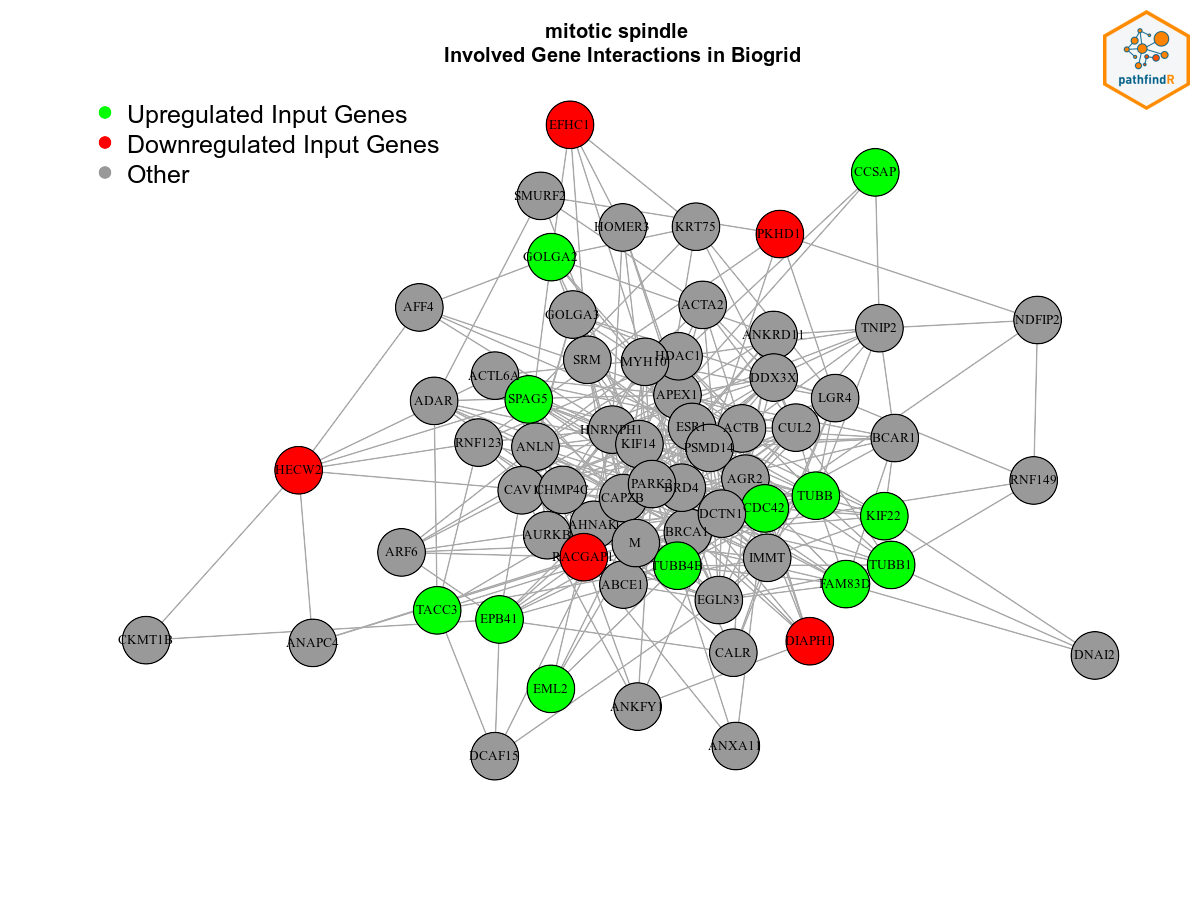 mitotic spindle
Involved Gene Interactions in Biogrid
pathfindR
Upregulated Input Genes
Downregulated Input Genes
Other
EFHC1
CCSAP
SMURF2
HOMER3
KRT75
PKHD1
GOLGA2
AFF4
GOLGA3
ACTA2
ANKRD11
TNIP2
NDFIP2
SRM
MYH10
HDAC1
ACTL6A
DDX3X
SPAG5
ADAR
APEX1
LGR4
HNRNPH1
ESR1
ACTB
CUL2
RNF123
ANLN
KIF14
PSMD14
BCAR1
HECW2
RNF149
CAV1
CHMP4C
CAPZB
PARK2
BRD4
AGR2
TUBB
CDC42
DCTN1
KIF22
AURKB
AHNAK
BRCA1
M
ARF6
RACGAP1
TUBB4B
IMMT
TUBB1
ABCE1
FAM83D
EGLN3
TACC3
EPB41
CKMT1B
ANAPC4
CALR
DIAPH1
DNAI2
EML2
ANKFY1
DCAF15
ANXA11